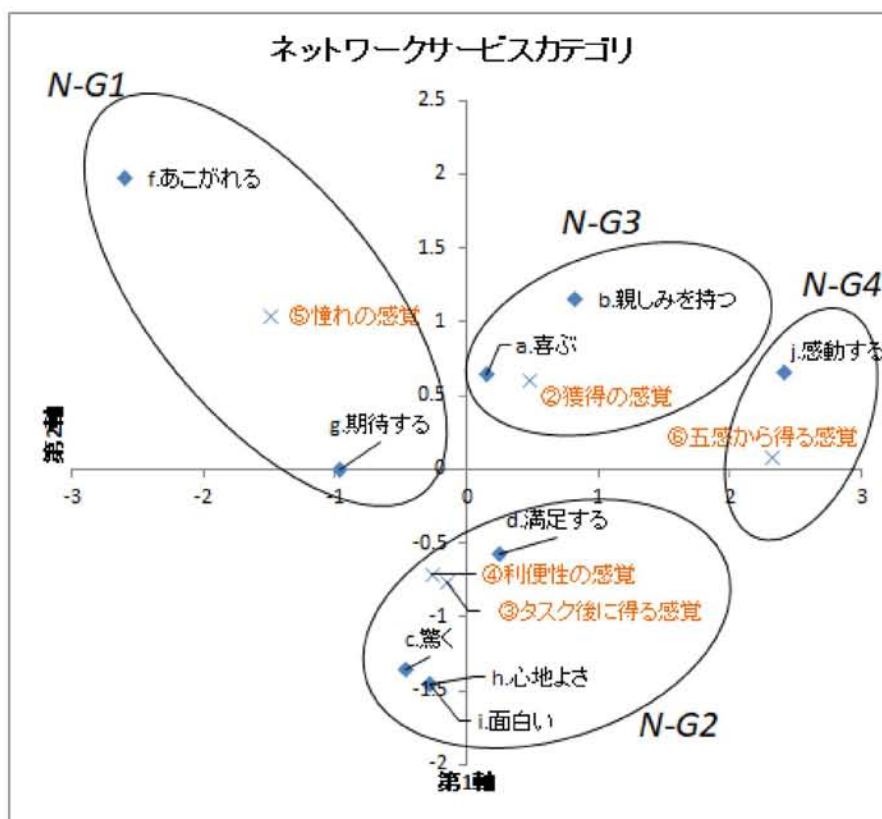 ネットワークサービスカテゴリ
N-G1
2.5
f.あこがれる
2
N-G3
1.5
b.親しみを持つ
N-G4
⑤憧れの感覚
1
a.喜ぶ
j.感動する
②獲得の感覚
0.5
g.期待する
⑥五感から得る感覚
第2軸
0
-3
-2
-1
0
1
2
3
d.満足する
-0.5
④利便性の感覚
③タスク後に得る感覚
-1
c.驚く
h.心地よさ
-1.5
i.面白い
N-G2
-2
第1軸